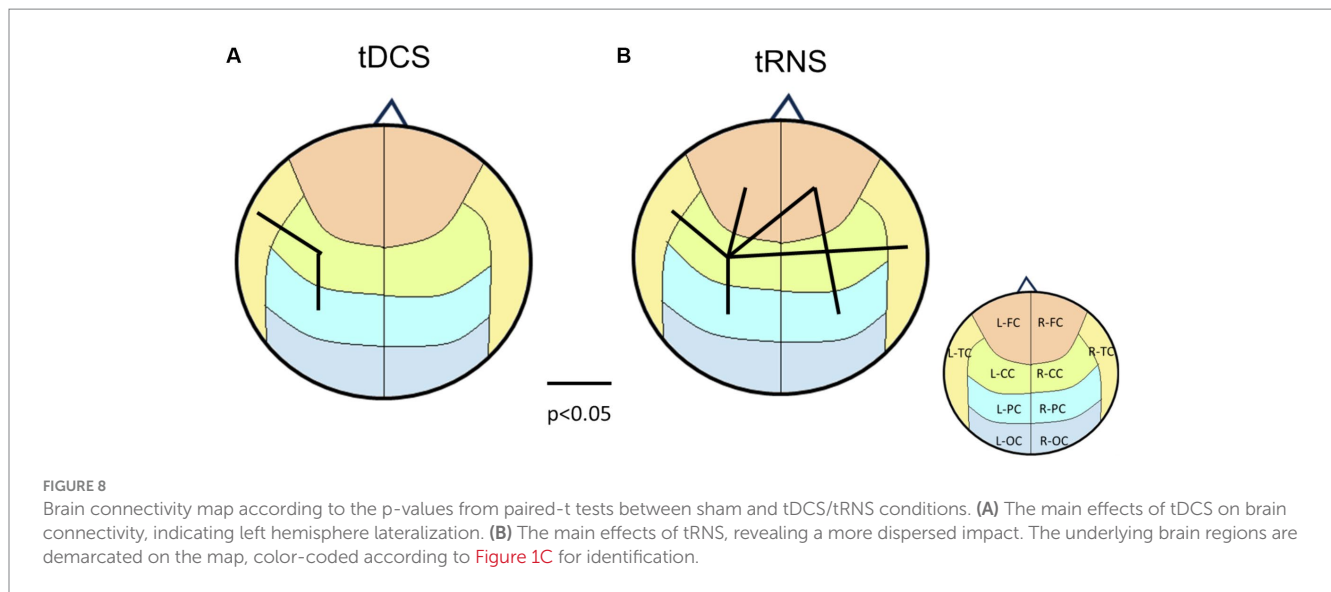 A
tDCS
B
tRNS
p<0.05
L-FC
R-FC
L-TC
R-TC
L-CC
R-CC
L-PC
R-PC
L-OC
R-OC
FIGURE 8
Brain connectivity map according to the p-values from paired-t tests between sham and tDCS/tRNS conditions. (A) The main effects of tDCS on brain
connectivity, indicating left hemisphere lateralization. (B) The main effects of tRNS, revealing a more dispersed impact. The underlying brain regions are
demarcated on the map, color-coded according to Figure 1C for identification.